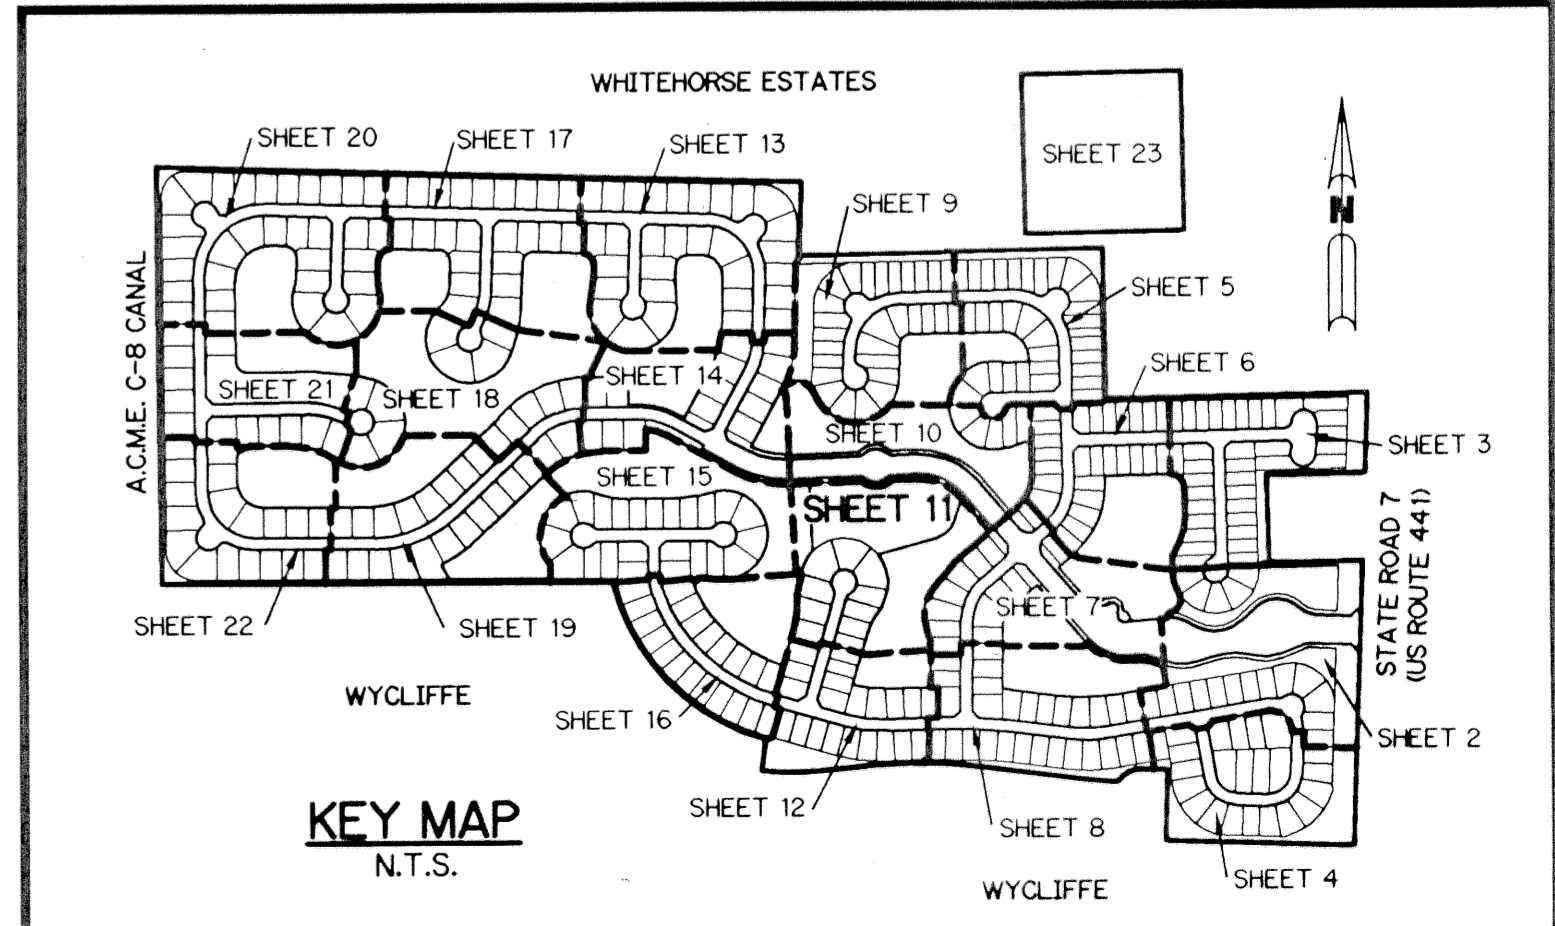 WHITEHORSE ESTATES
SHEET 20
SHEET 17
SHEET 13
SHEET 23
SHEET 9
N
SHEET 5
A.C.M.E. C-8 CANAL
SHEET 6
SHEET 21
SHEET 18
SHEET 14
SHEET 10
SHEET 3
SHEET 15
SHEET 11
STATE ROAD 7
(US ROUTE 441)
SHEET 7
SHEET 22
SHEET 19
WYCLIFFE
SHEET 16
SHEET 2
SHEET 12
SHEET 8
KEY MAP
N.T.S.
SHEET 4
WYCLIFFE